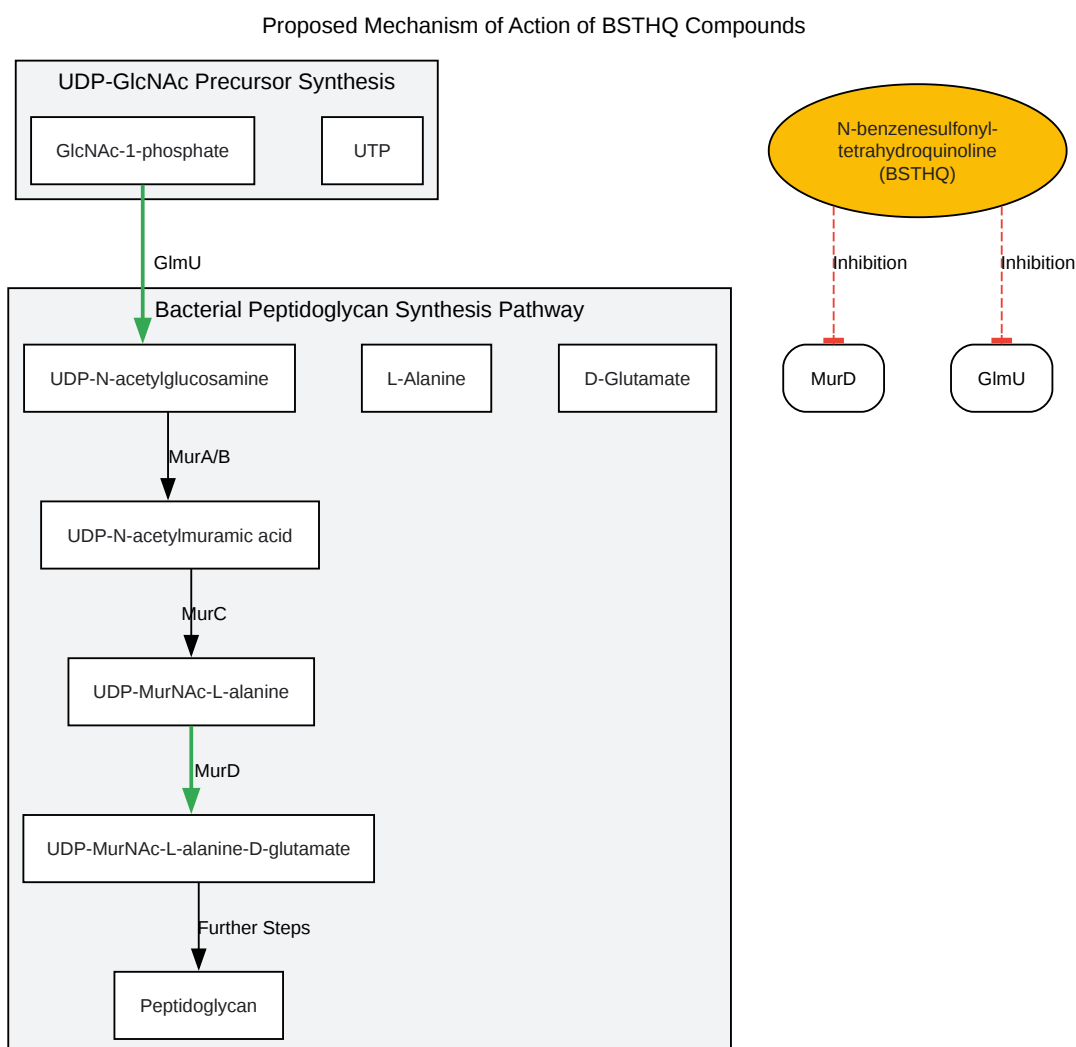 Proposed Mechanism of Action of BSTHQ Compounds
UDP-GlcNAc Precursor Synthesis
GlcNAc-1-phosphate
UTP
N-benzenesulfonyl-
tetrahydroquinoline
(BSTHQ)
GlmU
Inhibition
Inhibition
Bacterial Peptidoglycan Synthesis Pathway
UDP-N-acetylglucosamine
L-Alanine
D-Glutamate
MurD
GlmU
MurA/B
UDP-N-acetylmuramic acid
MurC
UDP-MurNAc-L-alanine
MurD
UDP-MurNAc-L-alanine-D-glutamate
Further Steps
Peptidoglycan